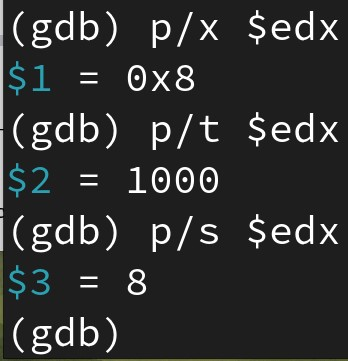 (gdb) p/x $edx
$1 = 0x8
(gdb) p/t $edx
$2 = 1000
(gdb) p/s $edx
$3 = 8
(gdb)